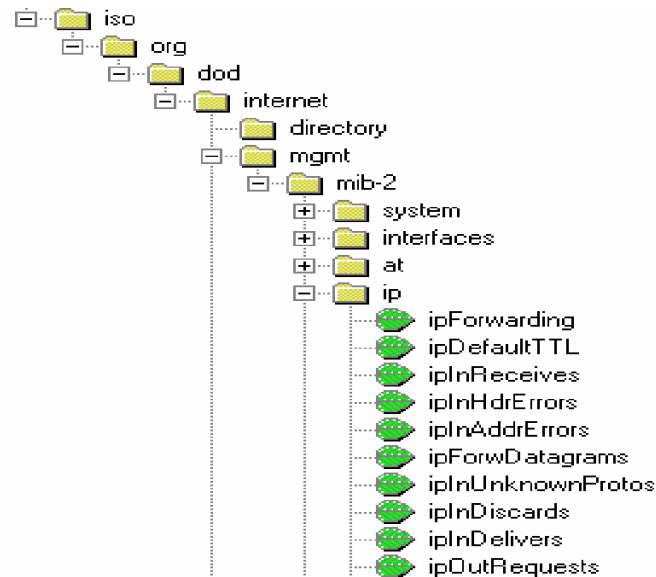 iso
org
dod
internet
directory
mgmt
mib-2
system
interfaces
at
ip
ipForwarding
ipDefaultTTL
ipInReceives
ipInHdrErrors
ipInAddrErrors
ipForwDatagrams
ipInUnknownProtos
ipInDiscards
ipInDelivers
ipOutRequests